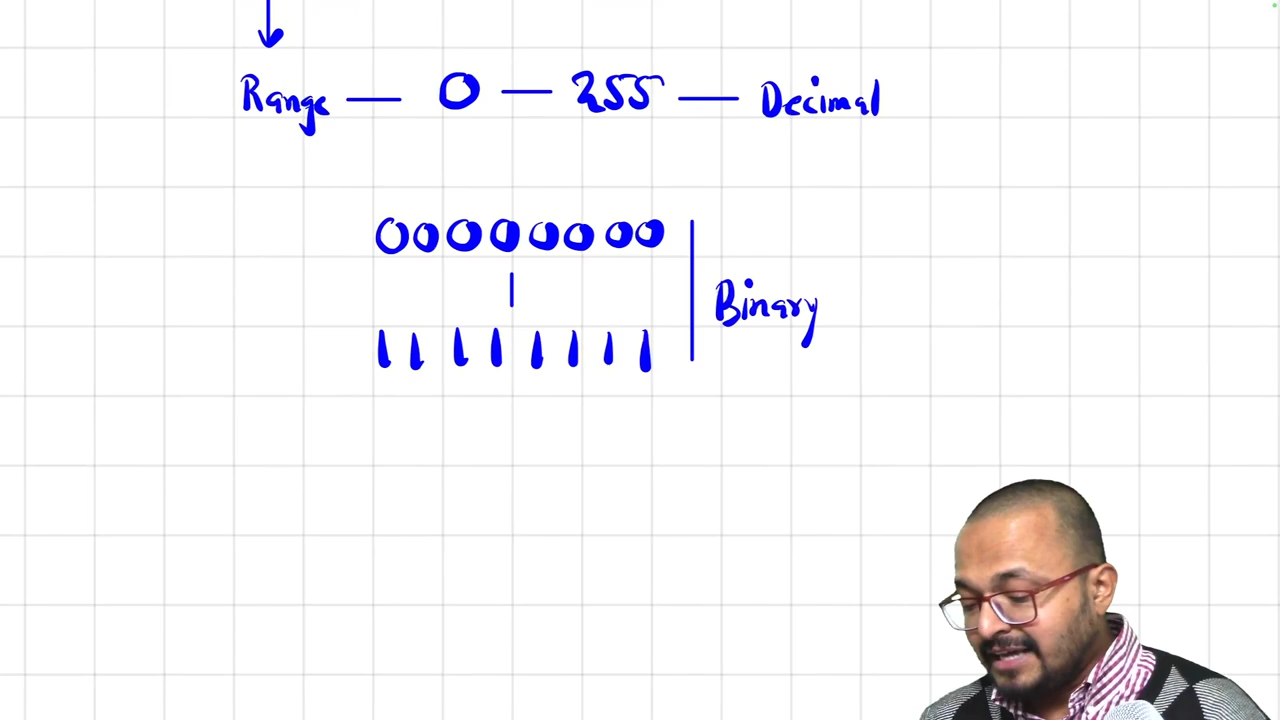 Range — 0 — 255 — Decimal
00000000
|
11111111
Binary